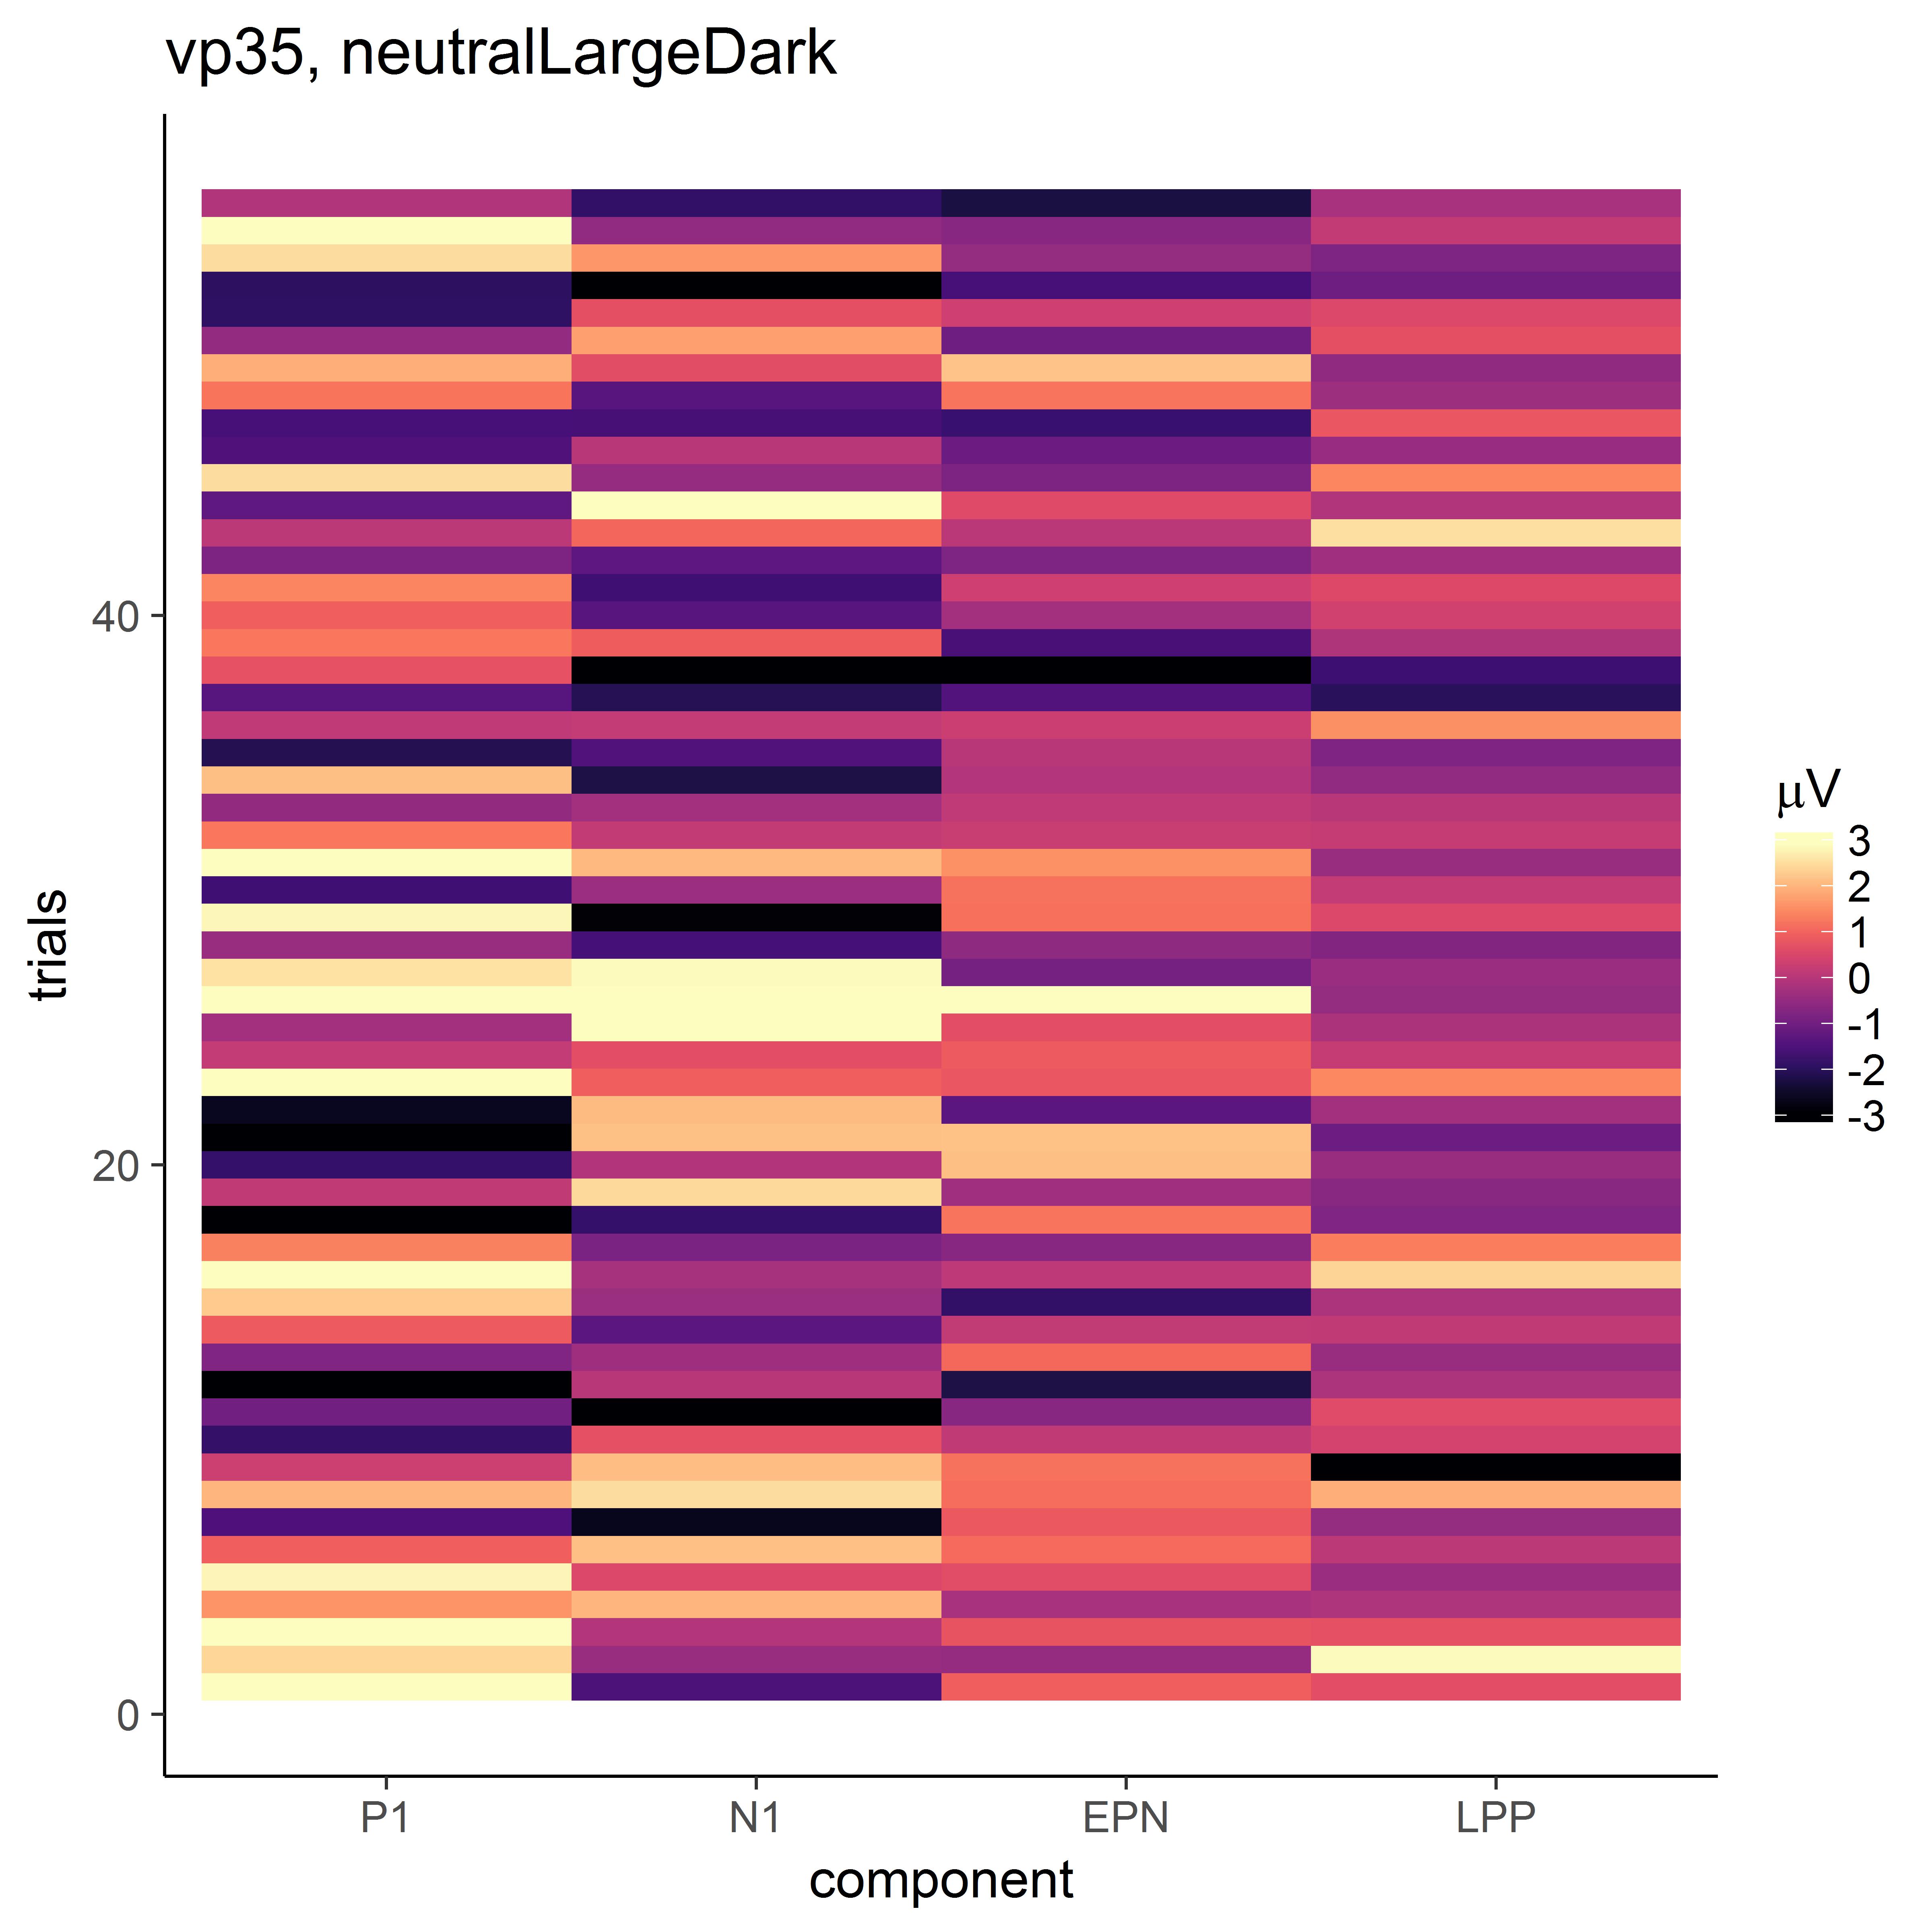 vp35, neutralLargeDark
trials
40
20
0
P1
N1
EPN
LPP
component
μV
3
2
1
0
-1
-2
-3